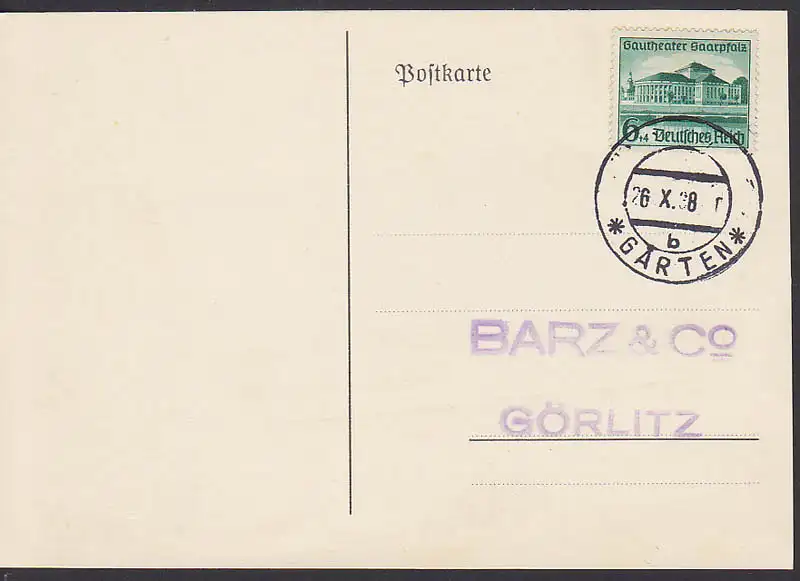 Postkarte
Gautheater Saarpfalz
6+4 Deutsches Reich
26 X. 38
b
* GARTEN *
BARZ & Co
GÖRLITZ